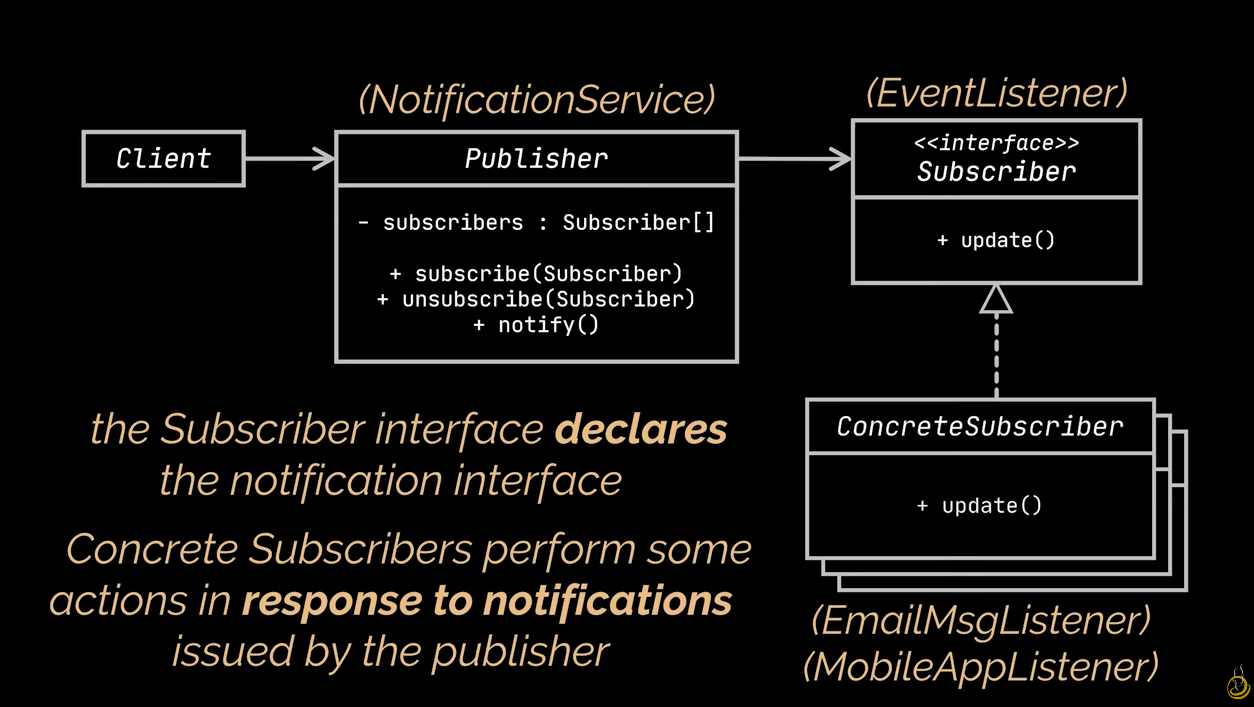 (NotificationService)
(EventListener)
Client
Publisher
- subscribers : Subscriber[]
+ subscribe(Subscriber)
+ unsubscribe(Subscriber)
+ notify()
<<interface>>
Subscriber
+ update()
ConcreteSubscriber
+ update()
(EmailMsgListener)
(MobileAppListener)
the Subscriber interface declares
the notification interface
Concrete Subscribers perform some
actions in response to notifications
issued by the publisher